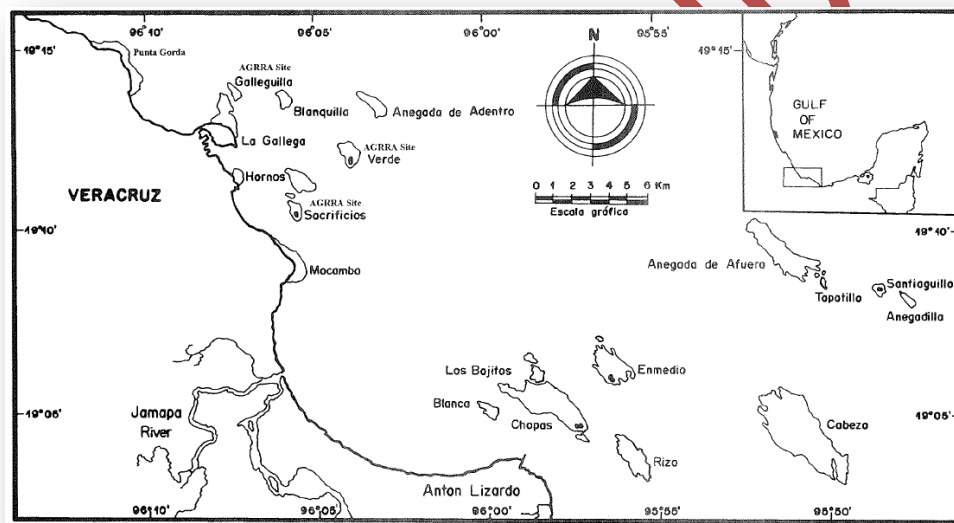 96°10'
96°05'
96°00'
95°55'
19°15'
19°15'
Punta Gorda
AGRRA Site
Galleguilla
Blanquilla
Anegada de Adentro
La Gallega
AGRRA Site
Verde
Hornos
AGRRA Site
Sacrificios
VERACRUZ
N
0 1 2 3 4 5 6 Km
Escala gráfica
GULF
OF
MEXICO
19°10'
19°10'
Mocambo
Anegada de Afuera
Topatillo
Santiaguillo
Anegadilla
Los Bajitos
Enmedio
Blanca
Chopas
Rizo
Cabezo
Jamapa
River
19°05'
19°05'
Anton Lizardo
96°10'
96°05'
96°00'
95°50'